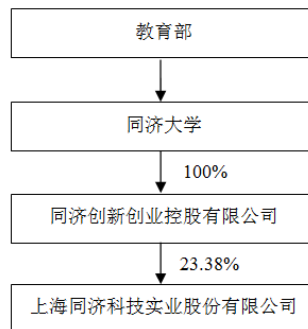 教育部
同济大学
100%
同济创新创业控股有限公司
23.38%
上海同济科技实业股份有限公司